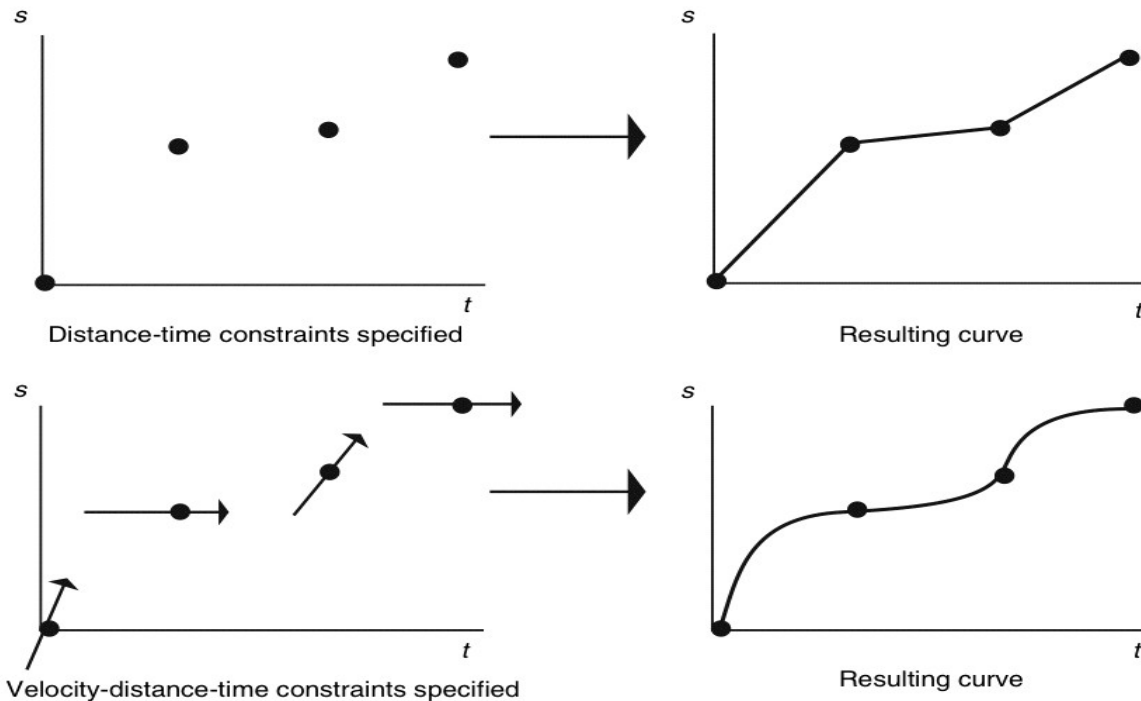 s
s
t
t
Distance-time constraints specified
Resulting curve
s
s
t
t
Velocity-distance-time constraints specified
Resulting curve